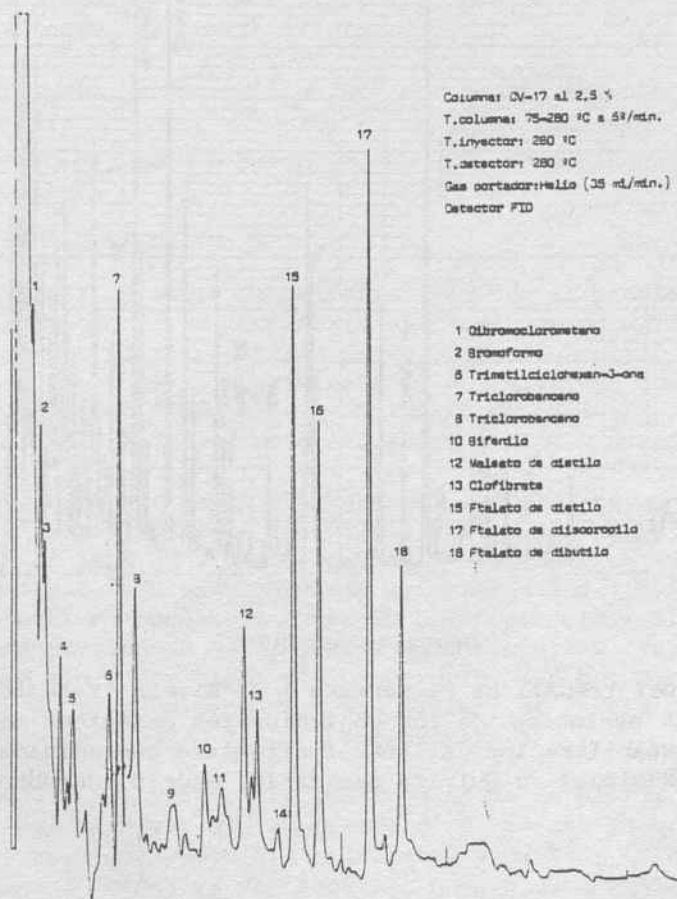 Columna: OV-17 al 2,5 %
T.columna: 75-280 ºC a 5º/min.
T.inyector: 280 ºC
T.detector: 280 ºC
Gas portador:Helio (35 ml/min.)
Detector FID
1 Dibromoclorometano
2 Bromoformo
6 Trimetilciclohexan-3-ona
7 Triclorobenceno
8 Triclorobenceno
10 Bifenilo
12 Maleato de dietilo
13 Clofibrato
15 Ftalato de dietilo
17 Ftalato de diisopropilo
18 Ftalato de dibutilo
1
2
3
4
5
6
7
8
9
10
11
12
13
14
15
16
17
18